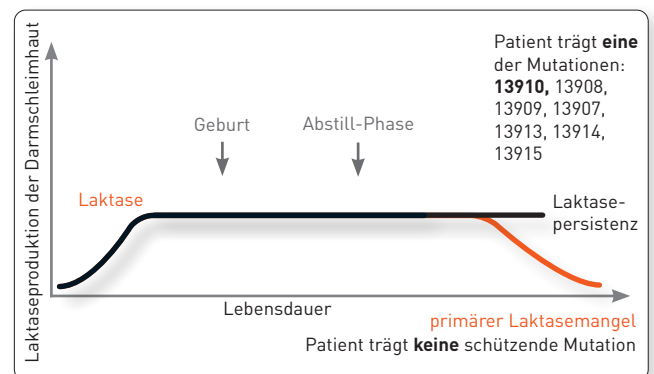 Laktaseproduktion der Darmschleimhaut
Patient trägt eine
der Mutationen:
13910, 13908,
13909, 13907,
13913, 13914,
13915
Geburt
Abstill-Phase
Laktase
Laktase-
persistenz
Lebensdauer
primärer Laktasemangel
Patient trägt keine schützende Mutation